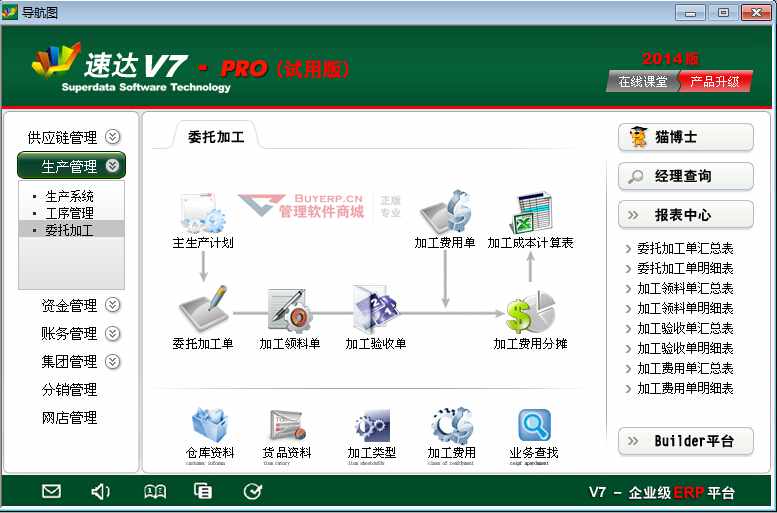 导航图
速达V7 - PRO（试用版）
Superdata Software Technology
2014版
在线课堂 产品升级
供应链管理
生产管理
生产系统
工序管理
委托加工
资金管理
账务管理
集团管理
分销管理
网店管理
委托加工
BUYERP.CN
管理软件商城
正版
专业
主生产计划
加工费用单
加工成本计算表
委托加工单
加工领料单
加工验收单
加工费用分摊
仓库资料
货品资料
加工类型
加工费用
业务查找
猫博士
经理查询
报表中心
委托加工单汇总表
委托加工单明细表
加工领料单汇总表
加工领料单明细表
加工验收单汇总表
加工验收单明细表
加工费用单汇总表
加工费用单明细表
Builder平台
V7 - 企业级ERP平台